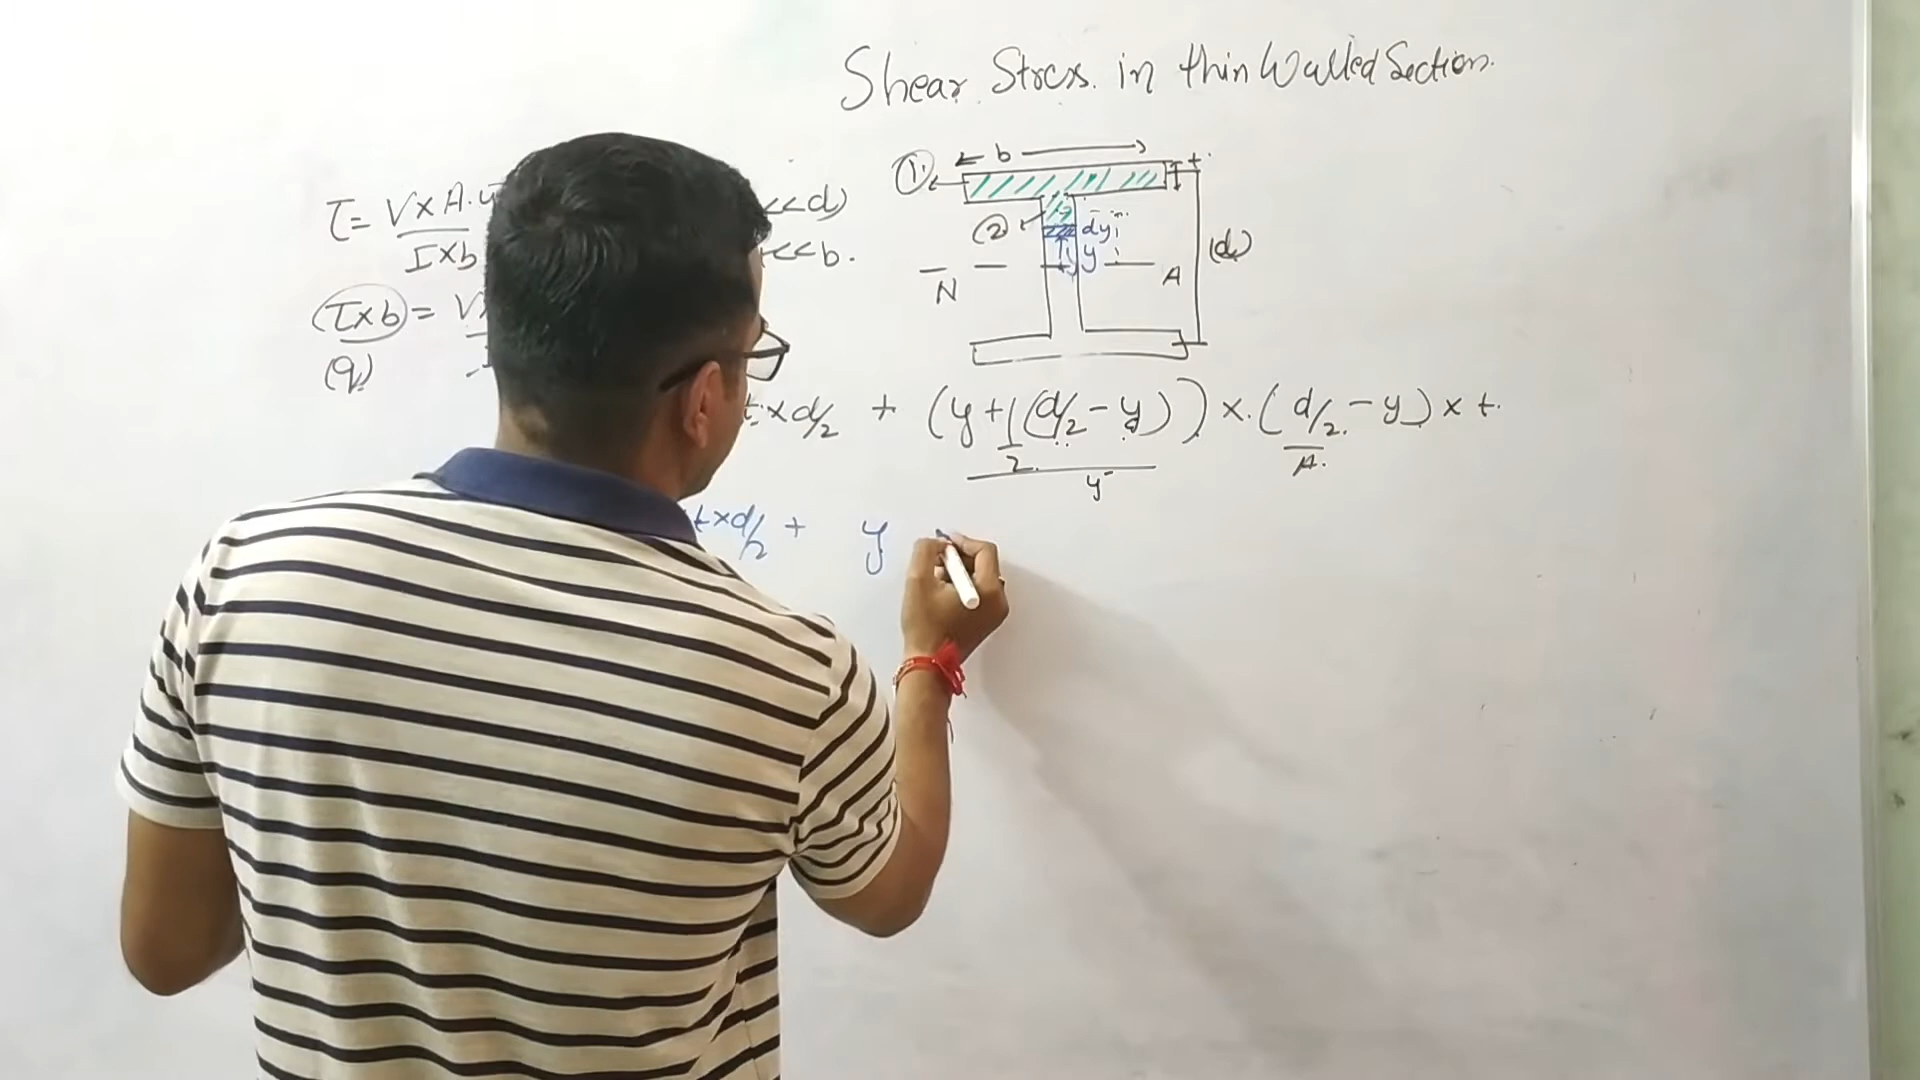 Shear Stress in thin Walled Section.
① b t.
τ = V×A.y <<d)
I×b <<b.
② dy
y
(d)
N A
(τ×b) = V
(q)
t×d/2 + (y+1/2(d/2-y))×(d/2-y)×t.
ȳ A.
t×d/2 + y